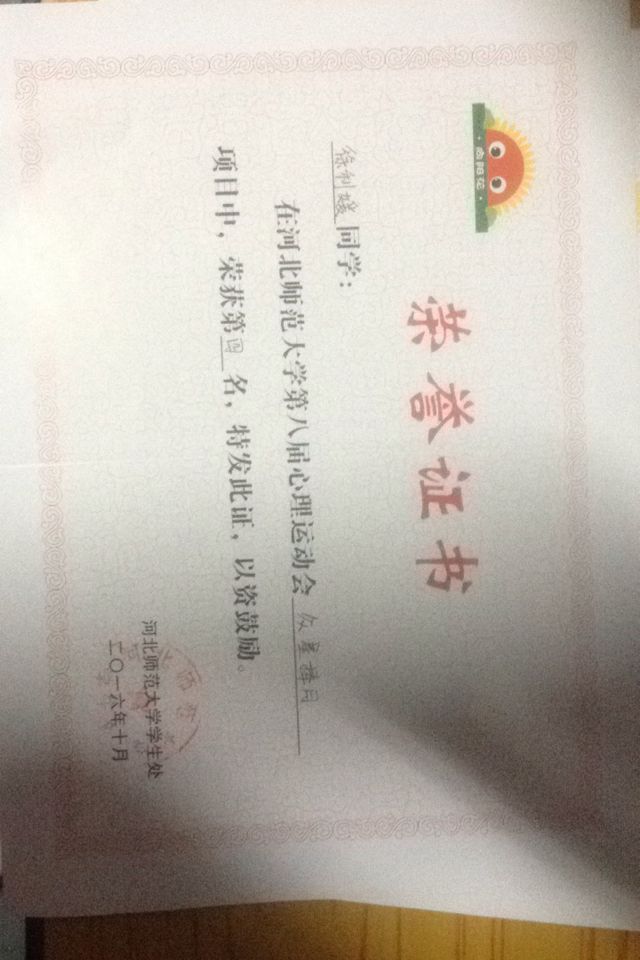 ·向阳花·
荣誉证书
徐利媛同学：
在河北师范大学第八届心理运动会众星捧月
项目中，荣获第四名，特发此证，以资鼓励。
河北师范大学学生处
二〇一六年十月